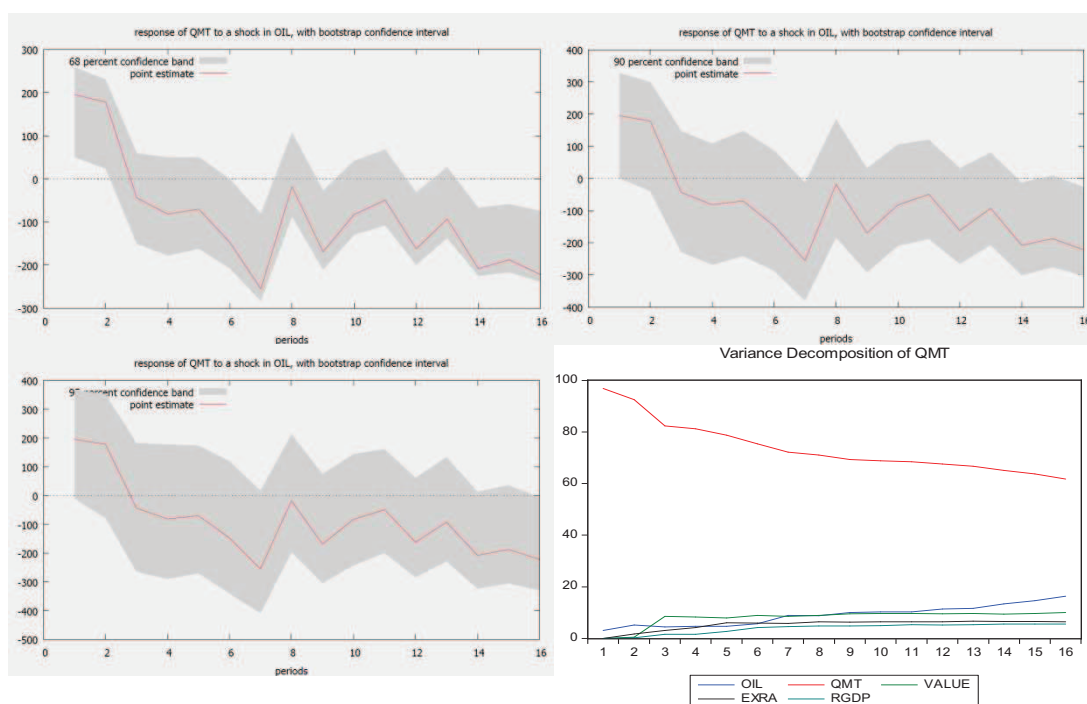 response of QMT to a shock in OIL, with bootstrap confidence interval
68 percent confidence band
point estimate
300
200
100
0
-100
-200
-300
0 2 4 6 8 10 12 14 16
periods
response of QMT to a shock in OIL, with bootstrap confidence interval
90 percent confidence band
point estimate
400
300
200
100
0
-100
-200
-300
-400
0 2 4 6 8 10 12 14 16
periods
response of QMT to a shock in OIL, with bootstrap confidence interval
percent confidence band
point estimate
400
300
200
100
0
-100
-200
-300
-400
-500
0 2 4 6 8 10 12 14 16
periods
Variance Decomposition of QMT
100
80
60
40
20
0
1 2 3 4 5 6 7 8 9 10 11 12 13 14 15 16
OIL QMT VALUE
EXRA RGDP